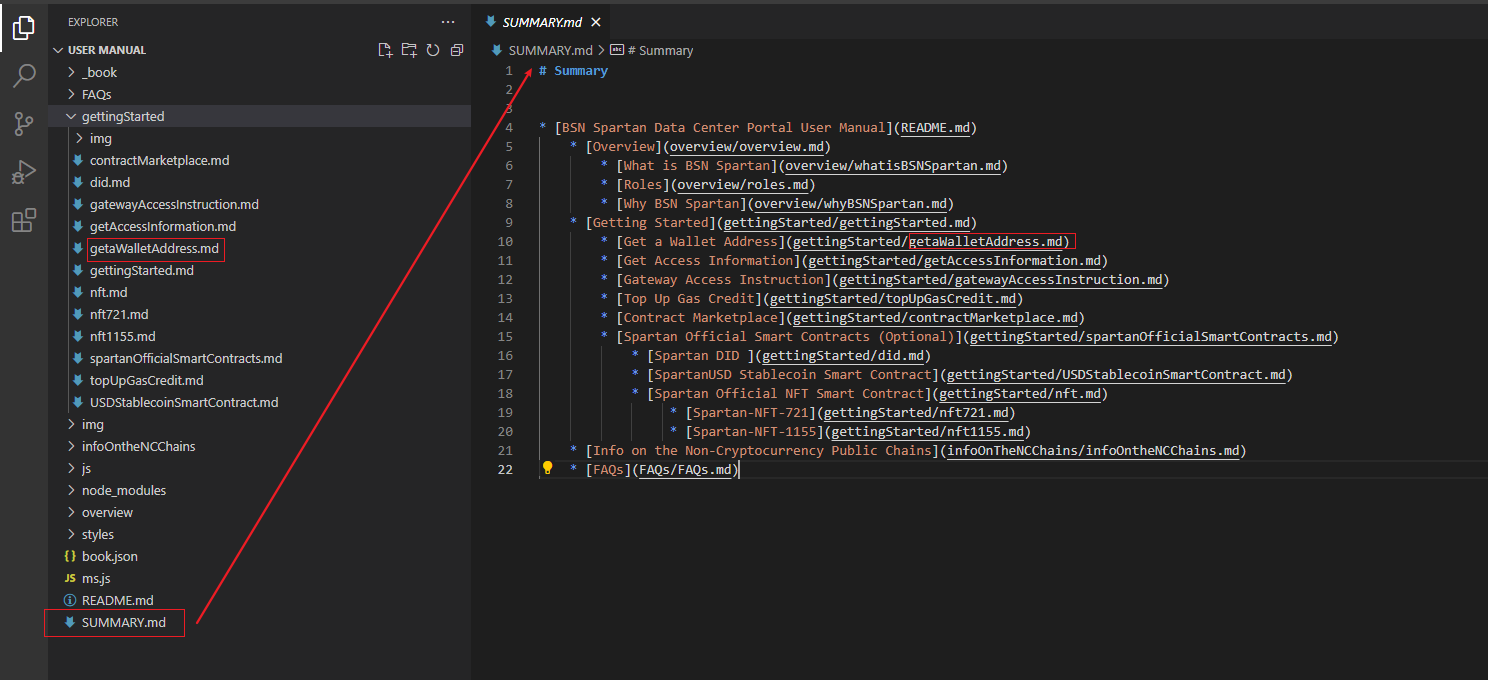 EXPLORER
USER MANUAL
_book
FAQs
gettingStarted
img
contractMarketplace.md
did.md
gatewayAccessInstruction.md
getAccessInformation.md
getaWalletAddress.md
gettingStarted.md
nft.md
nft721.md
nft1155.md
spartanOfficialSmartContracts.md
topUpGasCredit.md
USDStablecoinSmartContract.md
img
infoOntheNCChains
js
node_modules
overview
styles
{} book.json
JS ms.js
README.md
SUMMARY.md
SUMMARY.md
SUMMARY.md > # Summary
1 # Summary
2
3
4 * [BSN Spartan Data Center Portal User Manual](README.md)
5 * [Overview](overview/overview.md)
6 * [What is BSN Spartan](overview/whatisBSNSpartan.md)
7 * [Roles](overview/roles.md)
8 * [Why BSN Spartan](overview/whyBSNSpartan.md)
9 * [Getting Started](gettingStarted/gettingStarted.md)
10 * [Get a Wallet Address](gettingStarted/getaWalletAddress.md)
11 * [Get Access Information](gettingStarted/getAccessInformation.md)
12 * [Gateway Access Instruction](gettingStarted/gatewayAccessInstruction.md)
13 * [Top Up Gas Credit](gettingStarted/topUpGasCredit.md)
14 * [Contract Marketplace](gettingStarted/contractMarketplace.md)
15 * [Spartan Official Smart Contracts (Optional)](gettingStarted/spartanOfficialSmartContracts.md)
16 * [Spartan DID ](gettingStarted/did.md)
17 * [SpartanUSD Stablecoin Smart Contract](gettingStarted/USDStablecoinSmartContract.md)
18 * [Spartan Official NFT Smart Contract](gettingStarted/nft.md)
19 * [Spartan-NFT-721](gettingStarted/nft721.md)
20 * [Spartan-NFT-1155](gettingStarted/nft1155.md)
21 * [Info on the Non-Cryptocurrency Public Chains](infoOnTheNCChains/infoOntheNCChains.md)
22 * [FAQs](FAQs/FAQs.md)